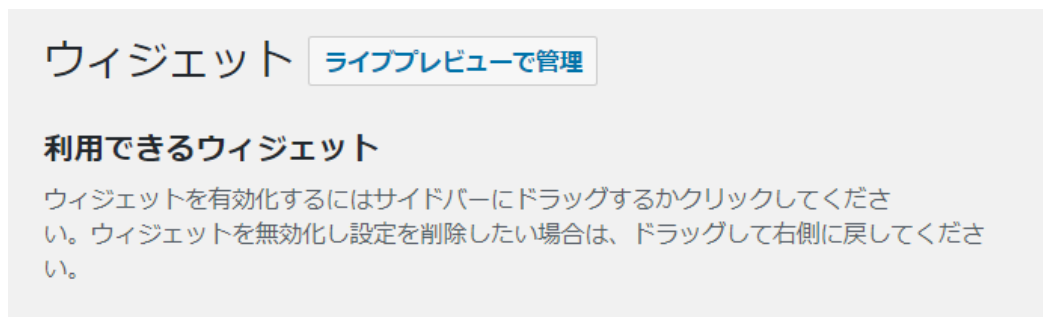 ウィジェット ライブプレビューで管理
利用できるウィジェット
ウィジェットを有効化するにはサイドバーにドラッグするかクリックしてくださ
い。ウィジェットを無効化し設定を削除したい場合は、ドラッグして右側に戻してくださ
い。